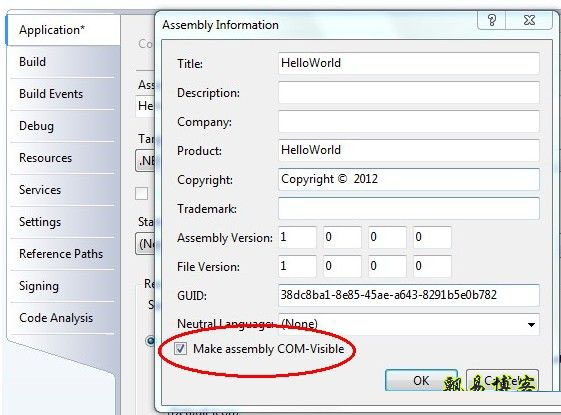 Application*
Build
Build Events
Debug
Resources
Services
Settings
Reference Paths
Signing
Code Analysis
Co
Ass
He
Tar
.NE
Sta
(No
Re
S
Assembly Information
Title: HelloWorld
Description:
Company:
Product: HelloWorld
Copyright: Copyright © 2012
Trademark:
Assembly Version: 1 0 0 0
File Version: 1 0 0 0
GUID: 38dc8ba1-8e85-45ae-a643-8291b5e0b782
Neutral Language: (None)
Make assembly COM-Visible
OK Cancel
飘易博客